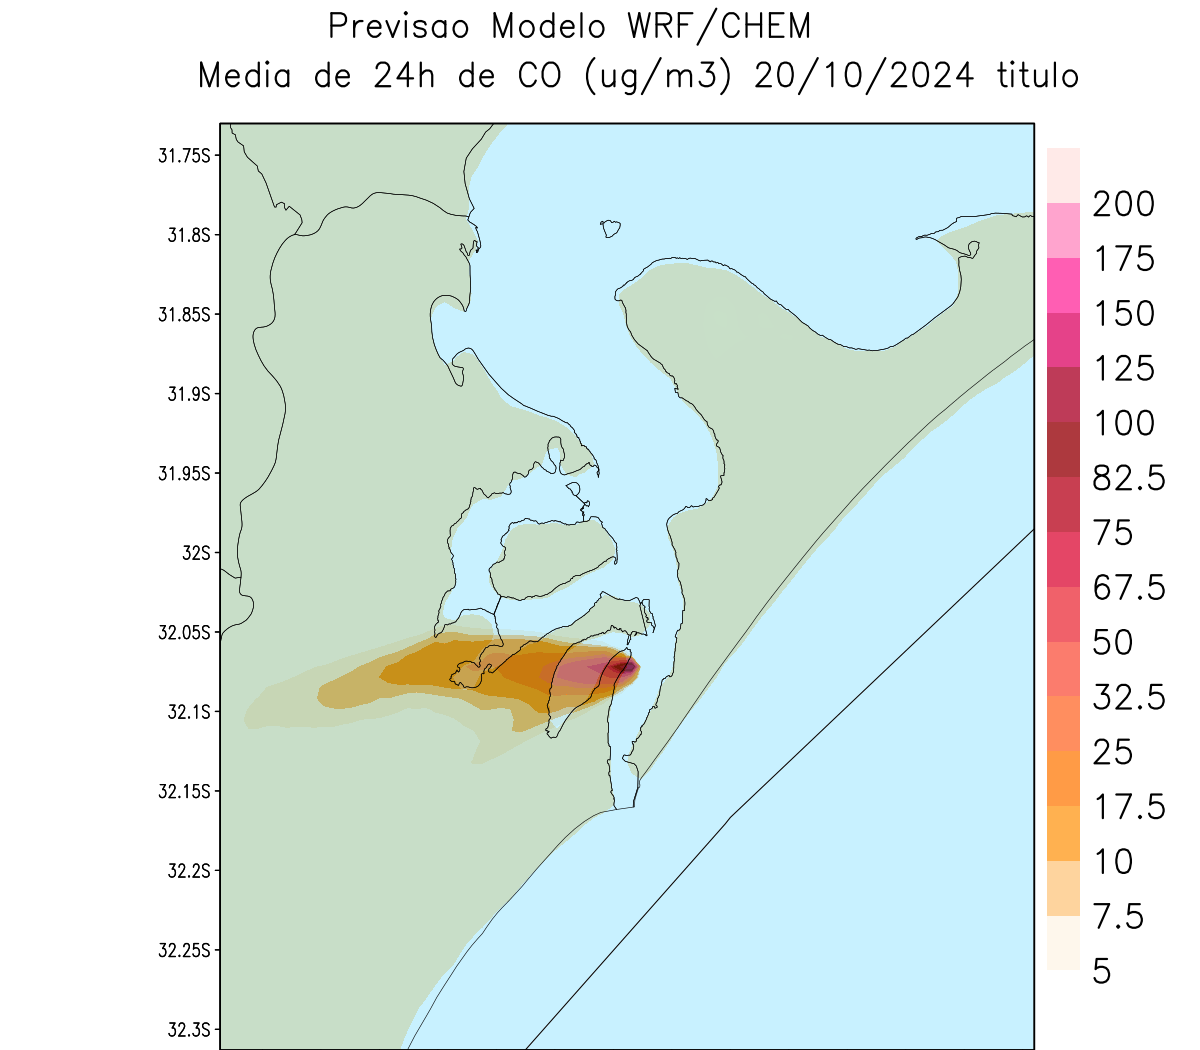 Previsao Modelo WRF/CHEM
Media de 24h de CO (ug/m3) 20/10/2024 titulo
31.75S
31.8S
31.85S
31.9S
31.95S
32S
32.05S
32.1S
32.15S
32.2S
32.25S
32.3S
200
175
150
125
100
82.5
75
67.5
50
32.5
25
17.5
10
7.5
5